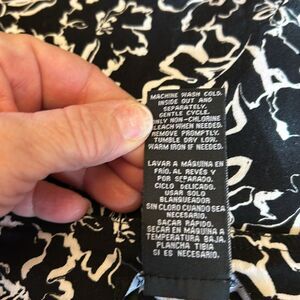 MACHINE WASH COLD.
INSIDE OUT AND
SEPARATELY.
GENTLE CYCLE.
ONLY NON-CHLORINE
BLEACH WHEN NEEDED.
REMOVE PROMPTLY.
TUMBLE DRY LOW.
WARM IRON IF NEEDED.
LAVAR A MÁQUINA EN
FRÍO, AL REVÉS Y
POR SEPARADO.
CICLO DELICADO.
USAR SOLO
BLANQUEADOR
SIN CLORO CUANDO SEA
NECESARIO.
SACAR RÁPIDO.
SECAR EN MÁQUINA A
TEMPERATURA BAJA.
PLANCHA TIBIA
SI ES NECESARIO.